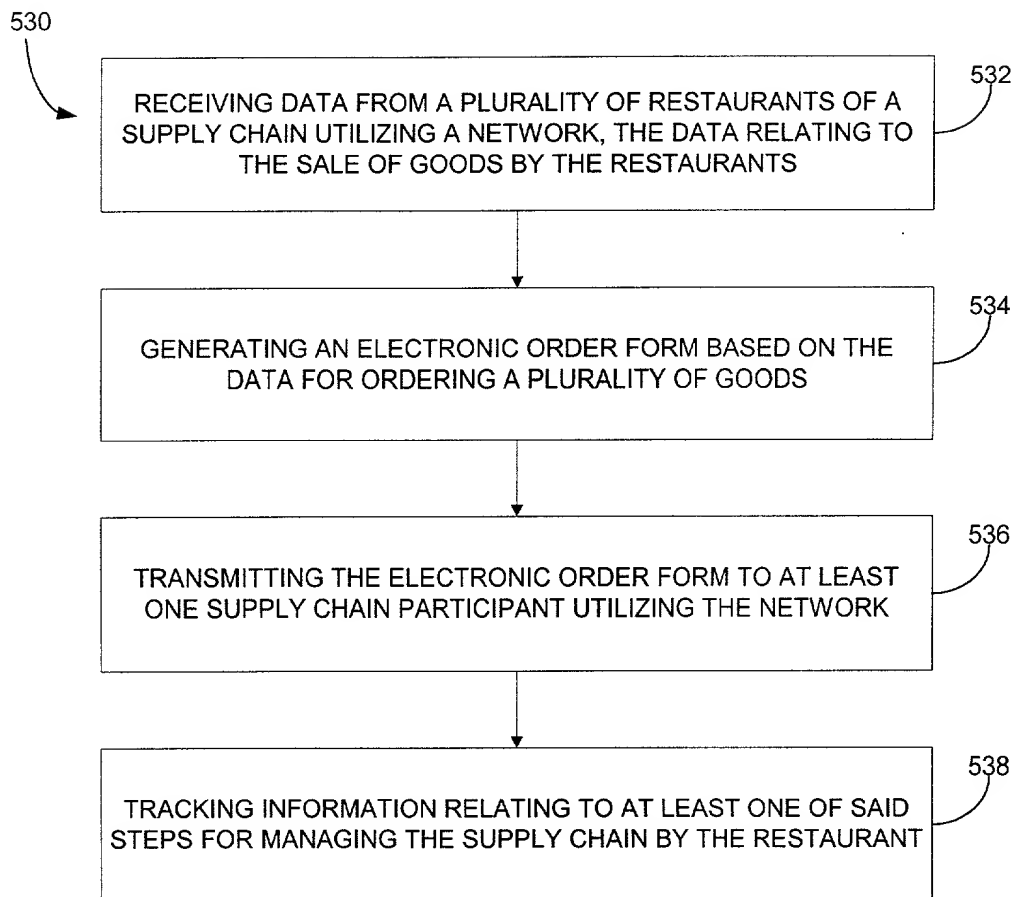 530
532
RECEIVING DATA FROM A PLURALITY OF RESTAURANTS OF A
SUPPLY CHAIN UTILIZING A NETWORK, THE DATA RELATING TO
THE SALE OF GOODS BY THE RESTAURANTS
534
GENERATING AN ELECTRONIC ORDER FORM BASED ON THE
DATA FOR ORDERING A PLURALITY OF GOODS
536
TRANSMITTING THE ELECTRONIC ORDER FORM TO AT LEAST
ONE SUPPLY CHAIN PARTICIPANT UTILIZING THE NETWORK
538
TRACKING INFORMATION RELATING TO AT LEAST ONE OF SAID
STEPS FOR MANAGING THE SUPPLY CHAIN BY THE RESTAURANT